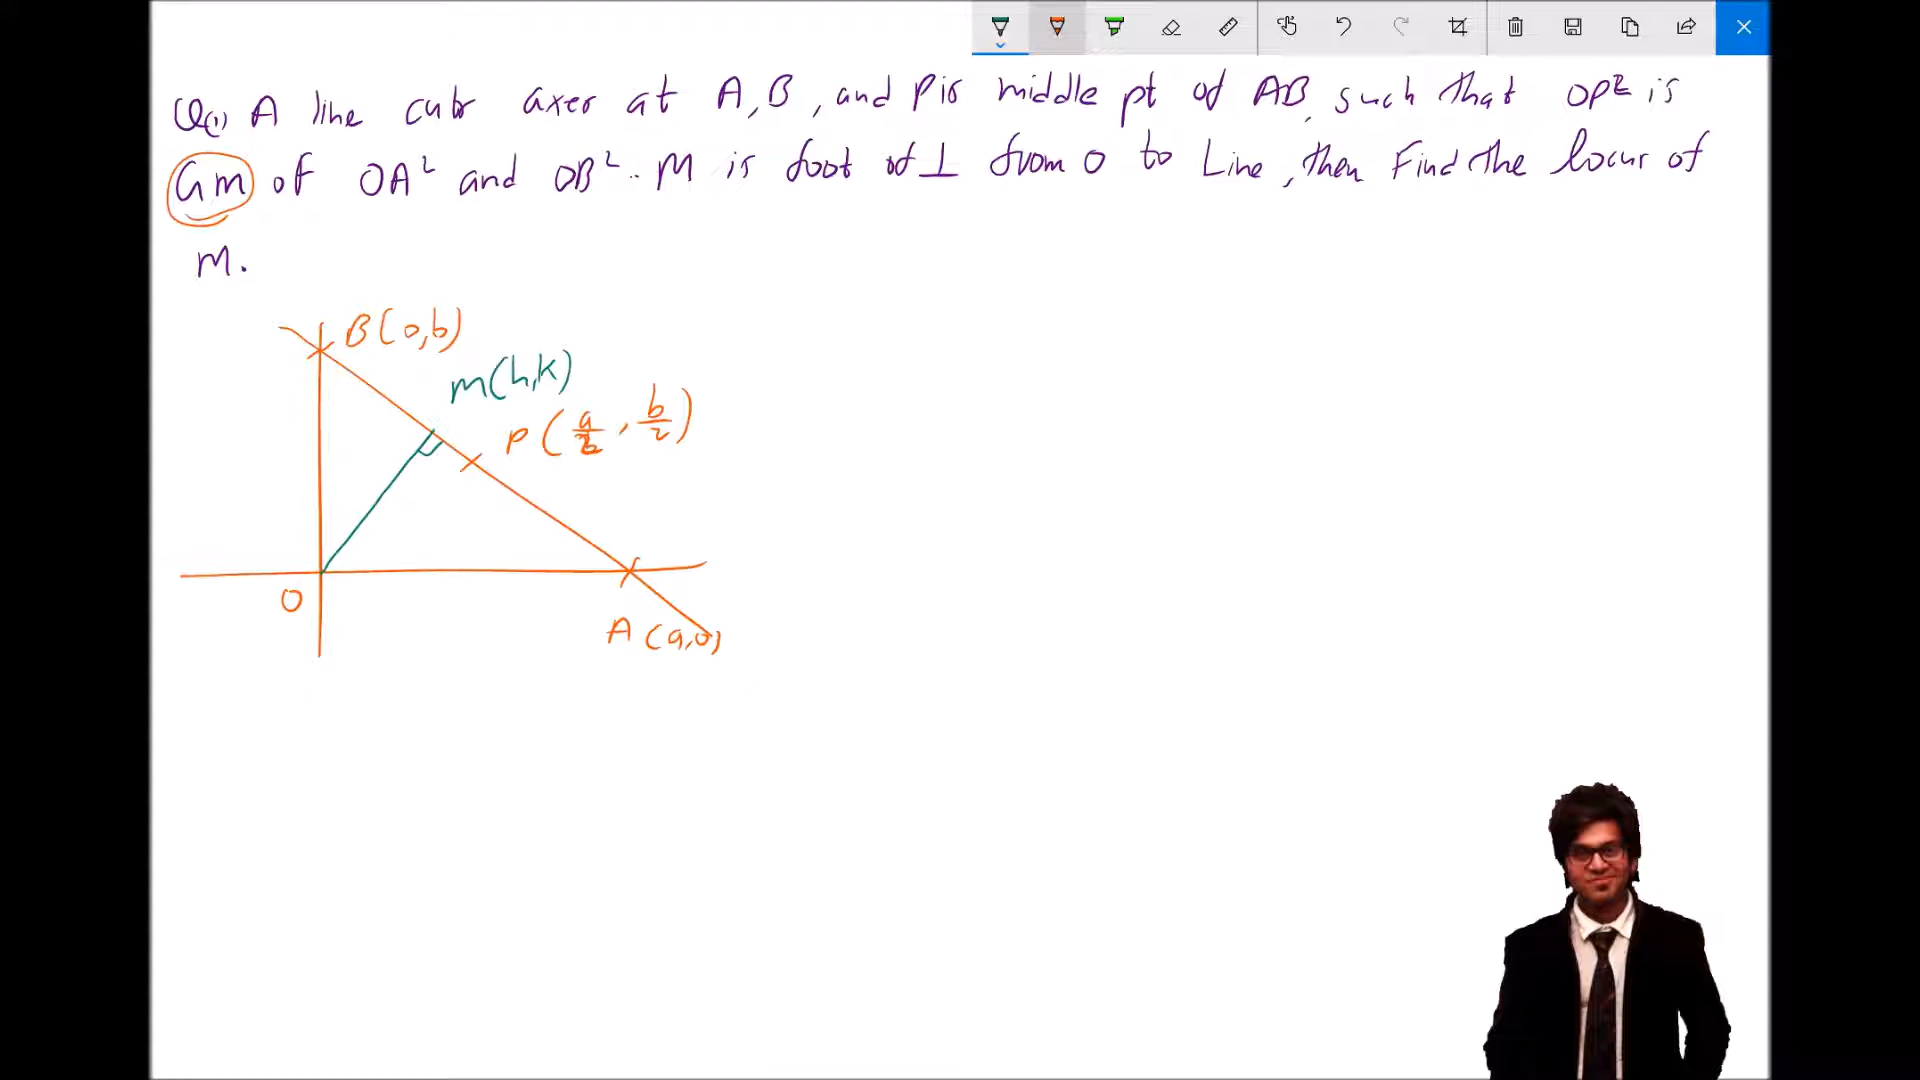 Q(1) A line cuts axes at A, B, and P is middle pt of AB, such that OP² is
GM of OA² and OB². M is foot of ⊥ from O to Line, then Find the locus of
M.
B(0,b)
M(h,k)
P(a/2, b/2)
O
A(a,0)